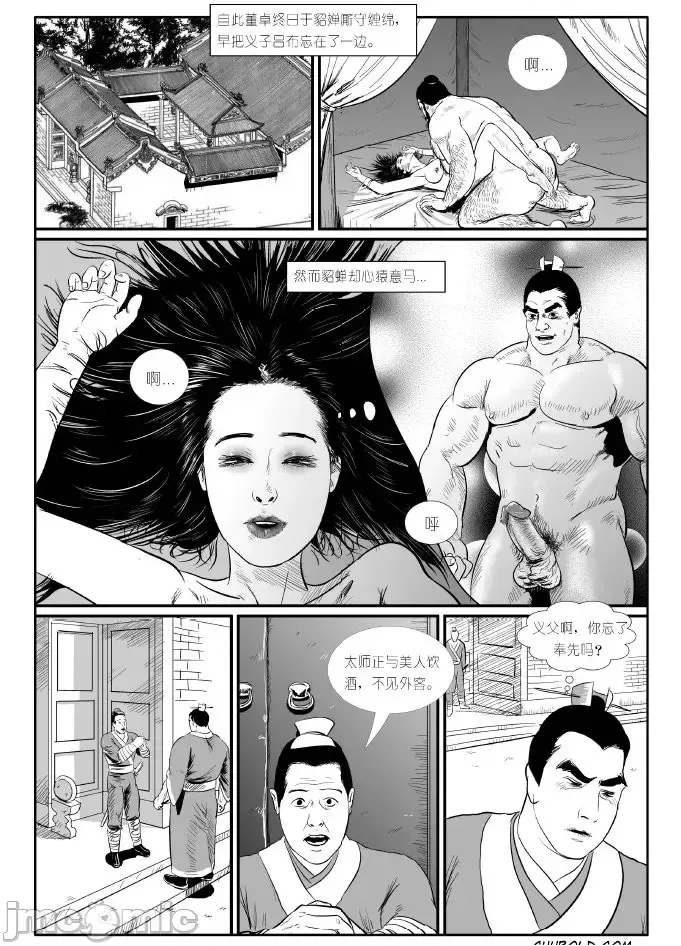 自此董卓终日于貂婵厮守缠绵，
早把义子吕布忘在了一边。
啊…
然而貂蝉却心猿意马…
啊…
呼
太师正与美人饮
酒，不见外客。
义父啊，你忘了
奉先吗？
jmcomic